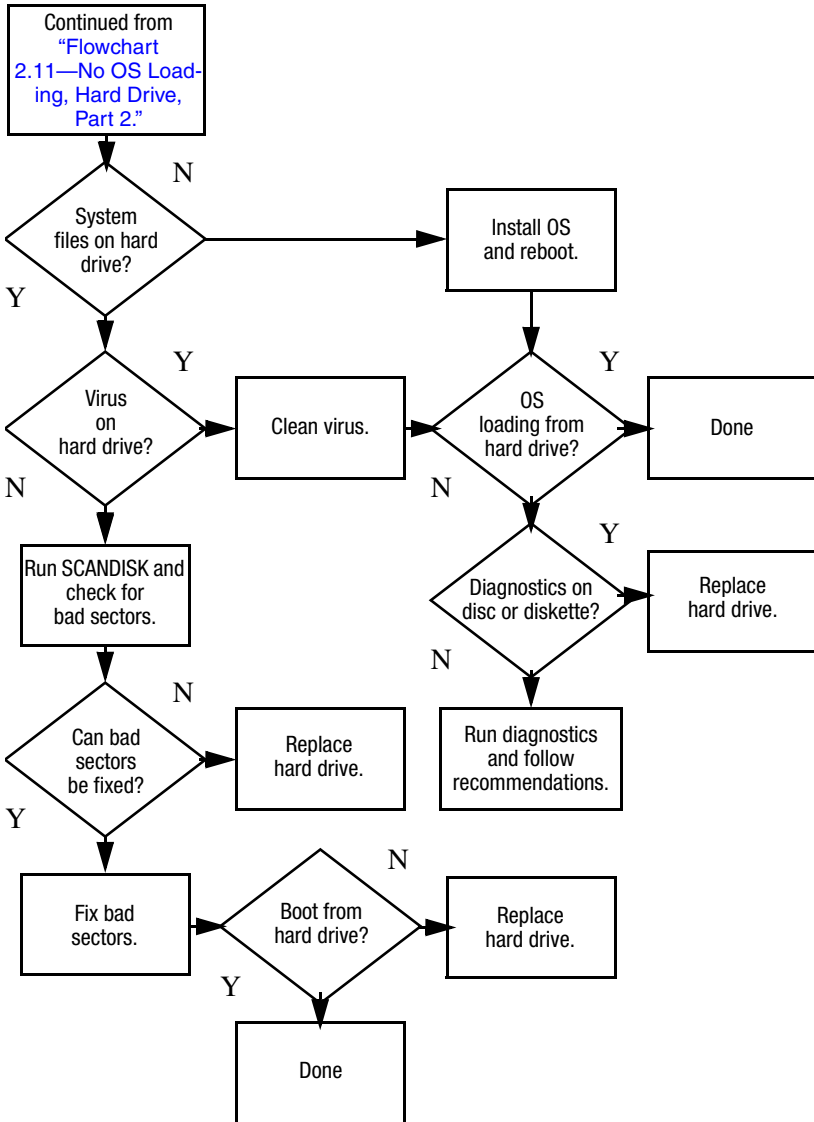 Continued from
“Flowchart
2.11—No OS Load-
ing, Hard Drive,
Part 2.”
N
System
files on hard
drive?
Install OS
and reboot.
Y
Y
Y
Virus
on
hard drive?
Clean virus.
OS
loading from
hard drive?
Done
N
N
Y
Run SCANDISK and
check for
bad sectors.
Diagnostics on
disc or diskette?
Replace
hard drive.
N
N
Can bad
sectors
be fixed?
Replace
hard drive.
Run diagnostics
and follow
recommendations.
Y
N
Fix bad
sectors.
Boot from
hard drive?
Replace
hard drive.
Y
Done